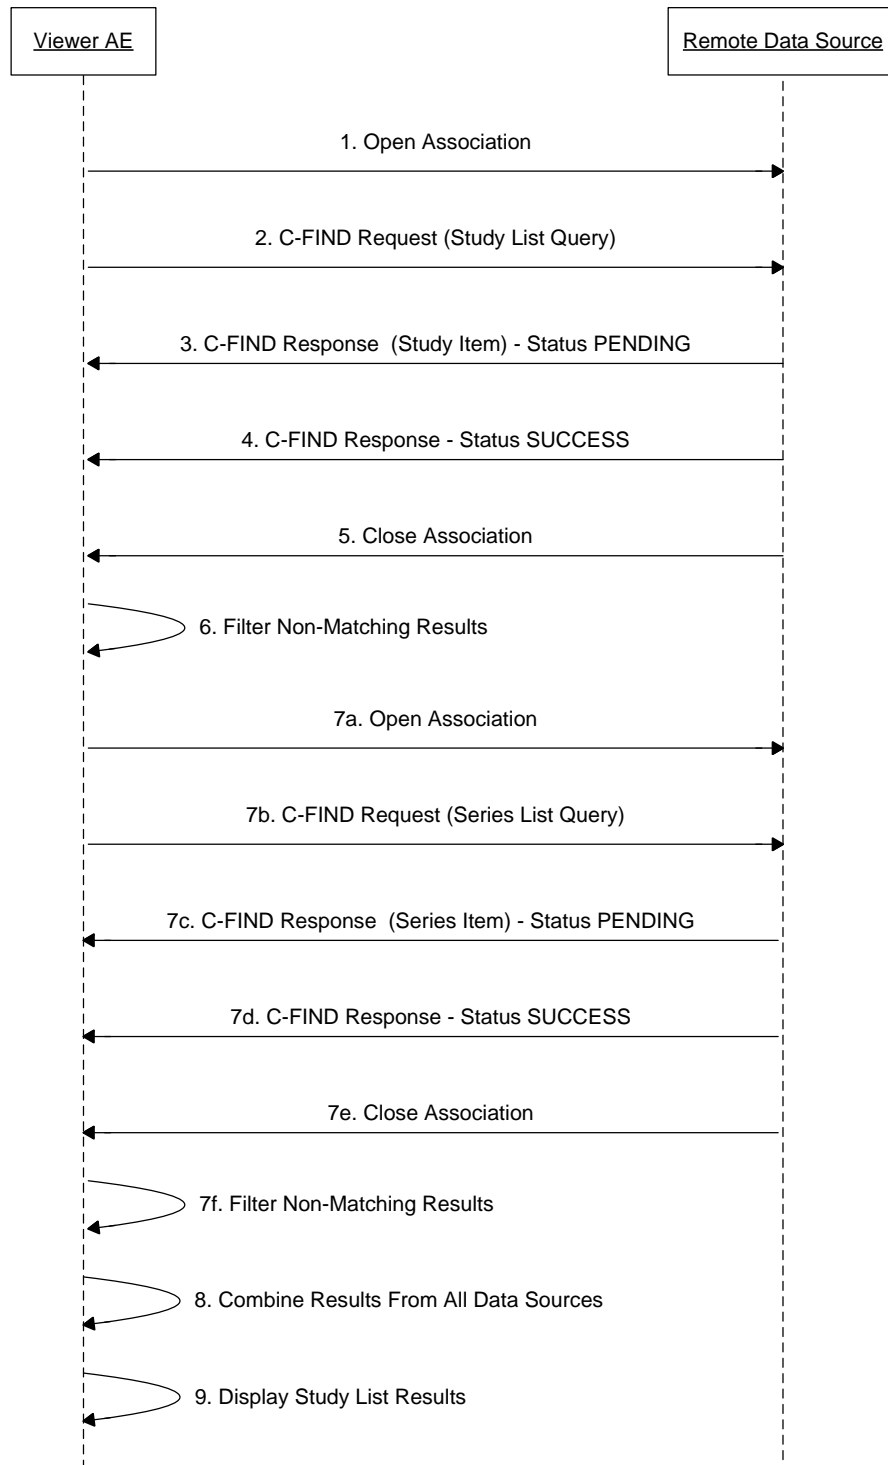 Viewer AE
Remote Data Source
1. Open Association
2. C-FIND Request (Study List Query)
3. C-FIND Response  (Study Item) - Status PENDING
4. C-FIND Response - Status SUCCESS
5. Close Association
6. Filter Non-Matching Results
7a. Open Association
7b. C-FIND Request (Series List Query)
7c. C-FIND Response  (Series Item) - Status PENDING
7d. C-FIND Response - Status SUCCESS
7e. Close Association
7f. Filter Non-Matching Results
8. Combine Results From All Data Sources
9. Display Study List Results